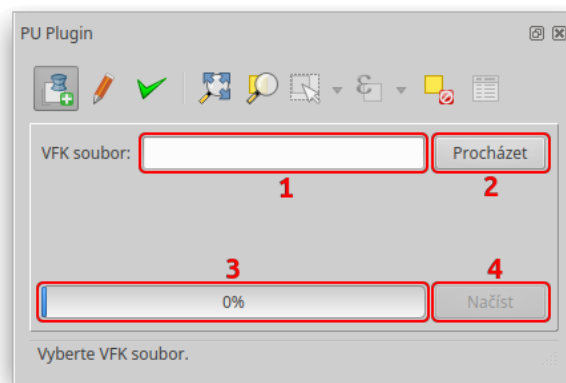 PU Plugin
VFK soubor:
Procházet
1
2
3
4
0%
Načíst
Vyberte VFK soubor.